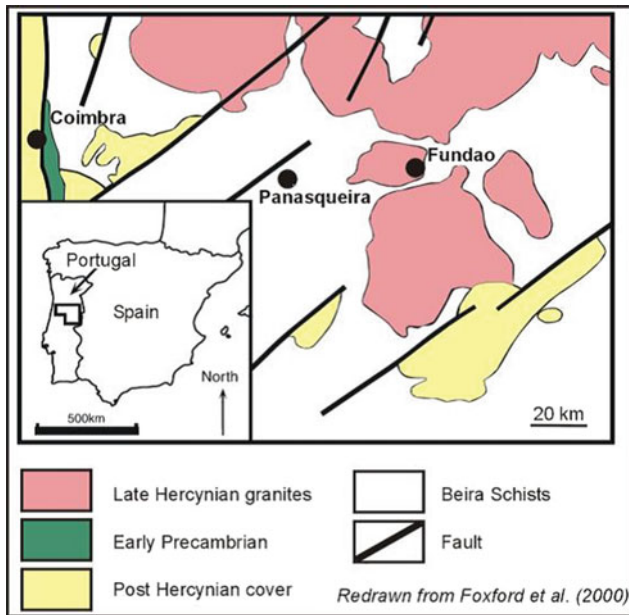 Coimbra
Fundao
Panasqueira
Portugal
Spain
North
500km
20 km
Late Hercynian granites
Beira Schists
Early Precambrian
Fault
Post Hercynian cover
Redrawn from Foxford et al. (2000)